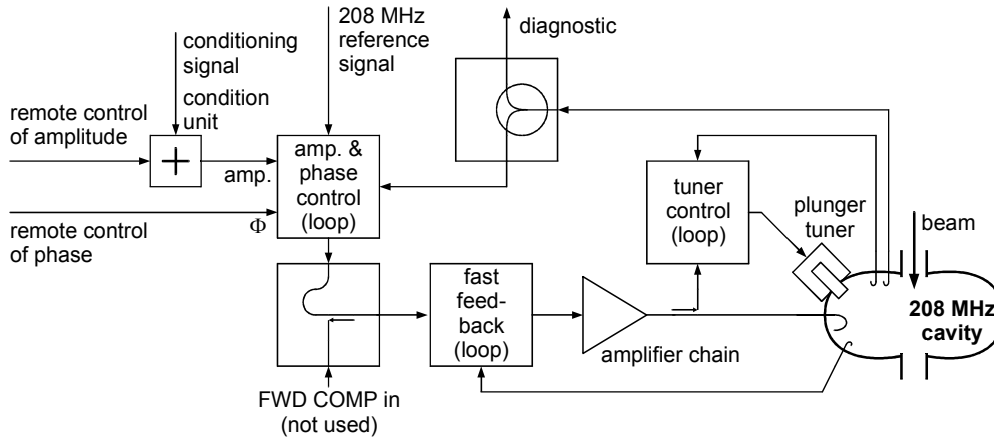 conditioning
signal
condition
unit
208 MHz
reference
signal
diagnostic
remote control
of amplitude
+
amp.
amp. &
phase
control
(loop)
remote control
of phase
Φ
tuner
control
(loop)
plunger
tuner
beam
fast
feed-
back
(loop)
amplifier chain
208 MHz
cavity
FWD COMP in
(not used)